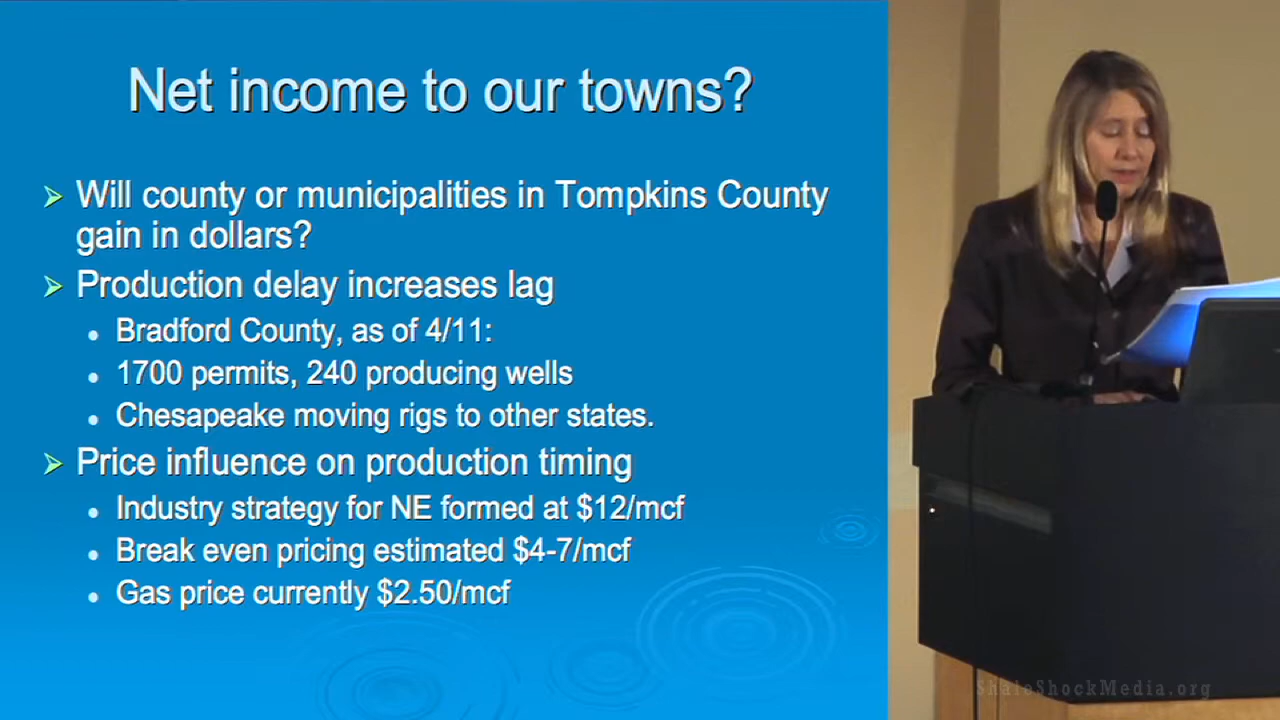 Net income to our towns?
Will county or municipalities in Tompkins County
gain in dollars?
Production delay increases lag
Bradford County, as of 4/11:
1700 permits, 240 producing wells
Chesapeake moving rigs to other states.
Price influence on production timing
Industry strategy for NE formed at $12/mcf
Break even pricing estimated $4-7/mcf
Gas price currently $2.50/mcf
ShaleShockMedia.org